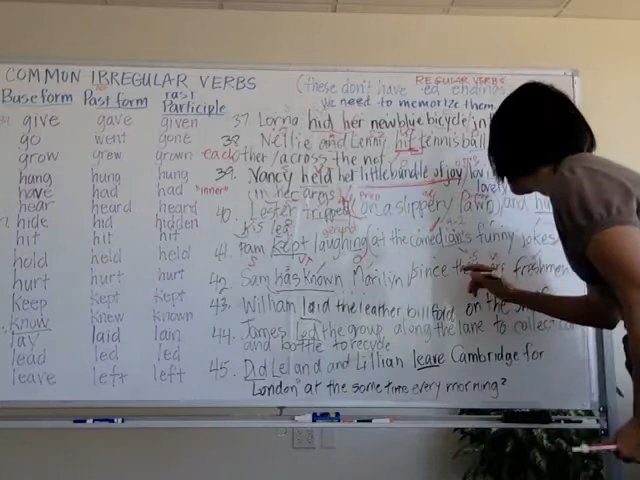 COMMON IRREGULAR VERBS
(these don't have "ed" endings
REGULAR VERBS
we need to memorize them
Base form Past form Past Participle
give gave given
go went gone
grow grew grown
hang hung hung
have had had "inner"
hear heard heard
hide hid hidden
hit hit hit
hold held held
hurt hurt hurt
keep kept kept
know knew known
lay laid lain
lead led led
leave left left
37. Lorna hid her new blue bicycle in
38. Nellie and Lenny hit tennis ball
each other/across the net
39. Nancy held her little bundle of joy
in her arms
40. Lester tripped on a slippery lawn and hu
his leg
41. Pam kept laughing at the comedian's funny jokes
42. Sam has known Marilyn since freshmen
43. William laid the leather billfold on the
44. James led the group along the lane to collect
and bottle to recycle
45. Did Leland and Lillian leave Cambridge for
London at the same time every morning?